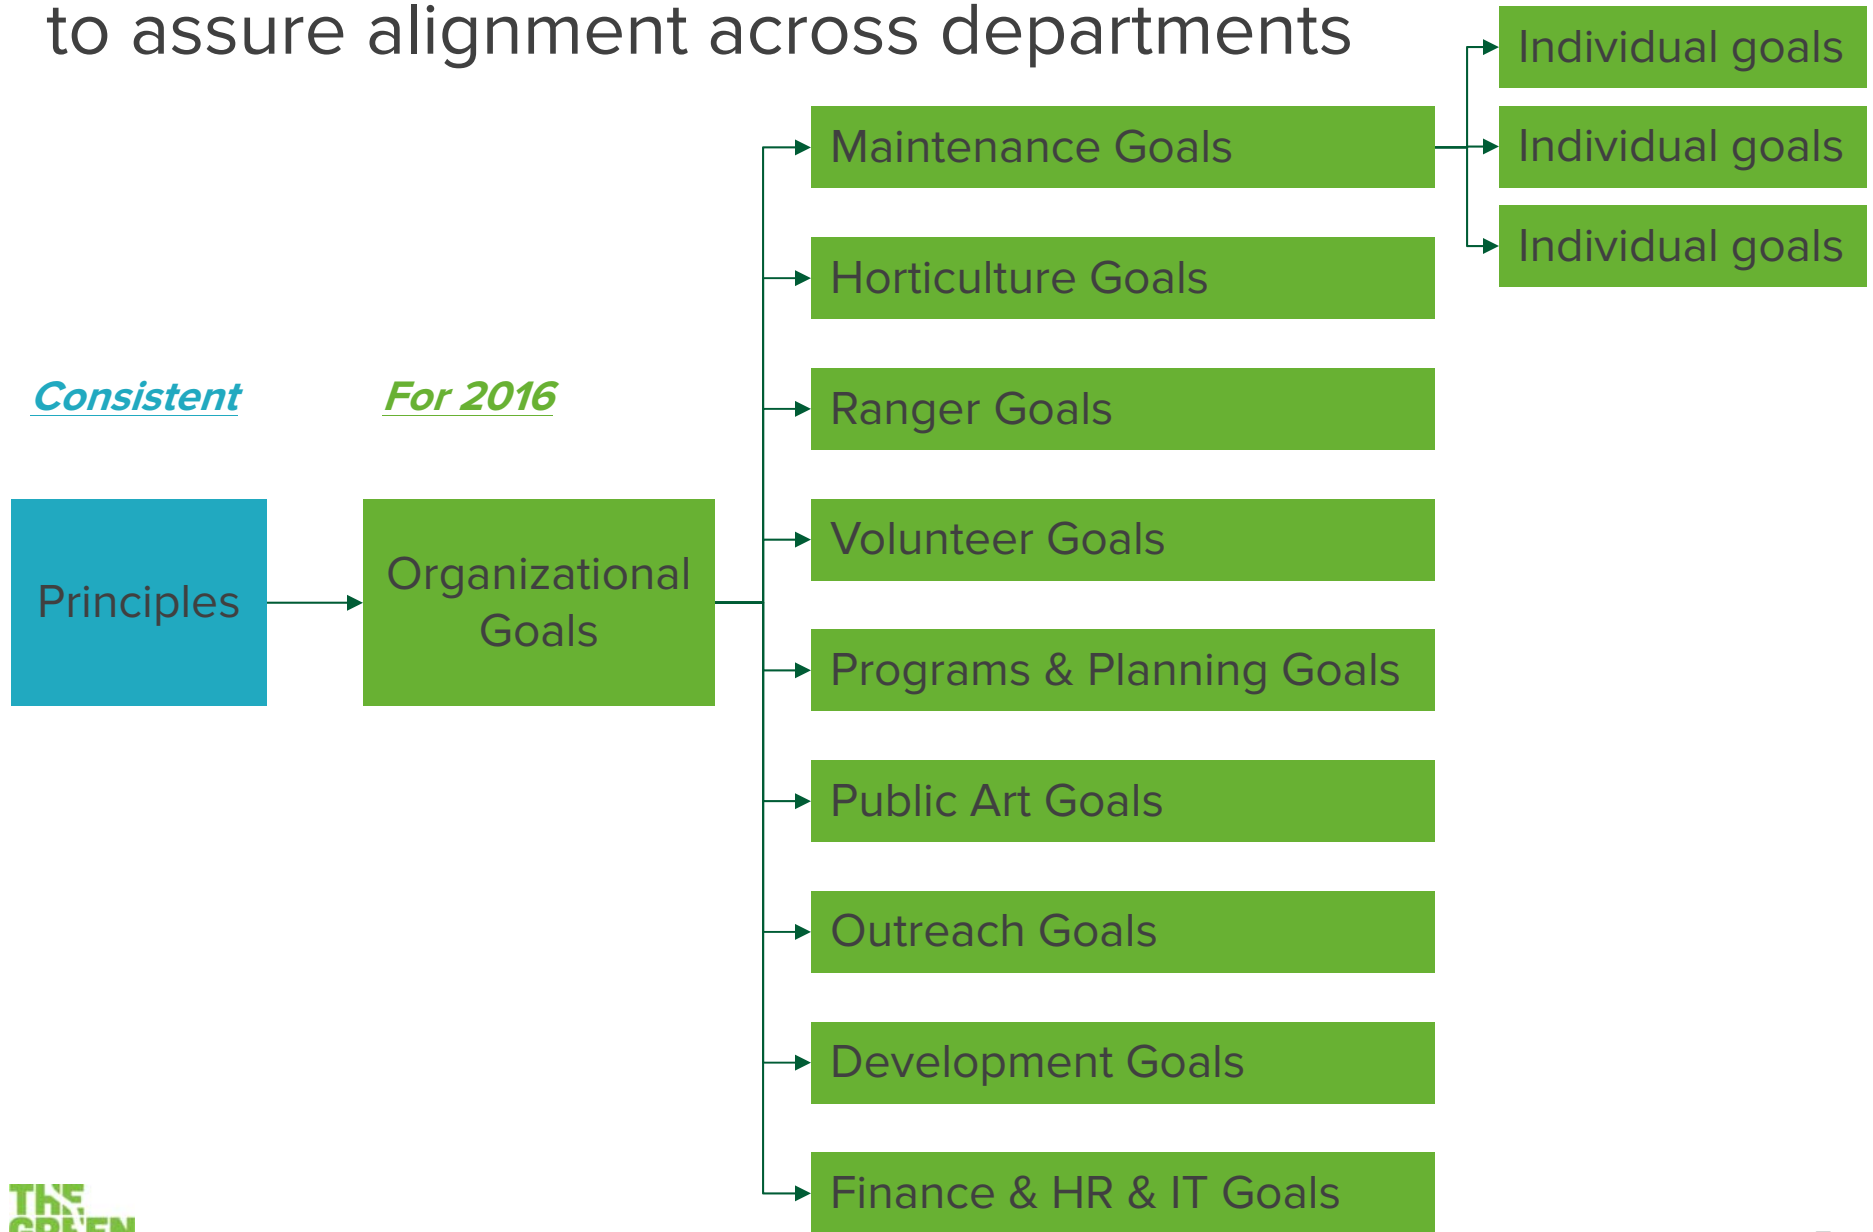 to assure alignment across departments
Individual goals
Maintenance Goals
Individual goals
Individual goals
Horticulture Goals
Consistent
For 2016
Ranger Goals
Volunteer Goals
Principles
Organizational
Goals
Programs & Planning Goals
Public Art Goals
Outreach Goals
Development Goals
Finance & HR & IT Goals
THE
GREEN